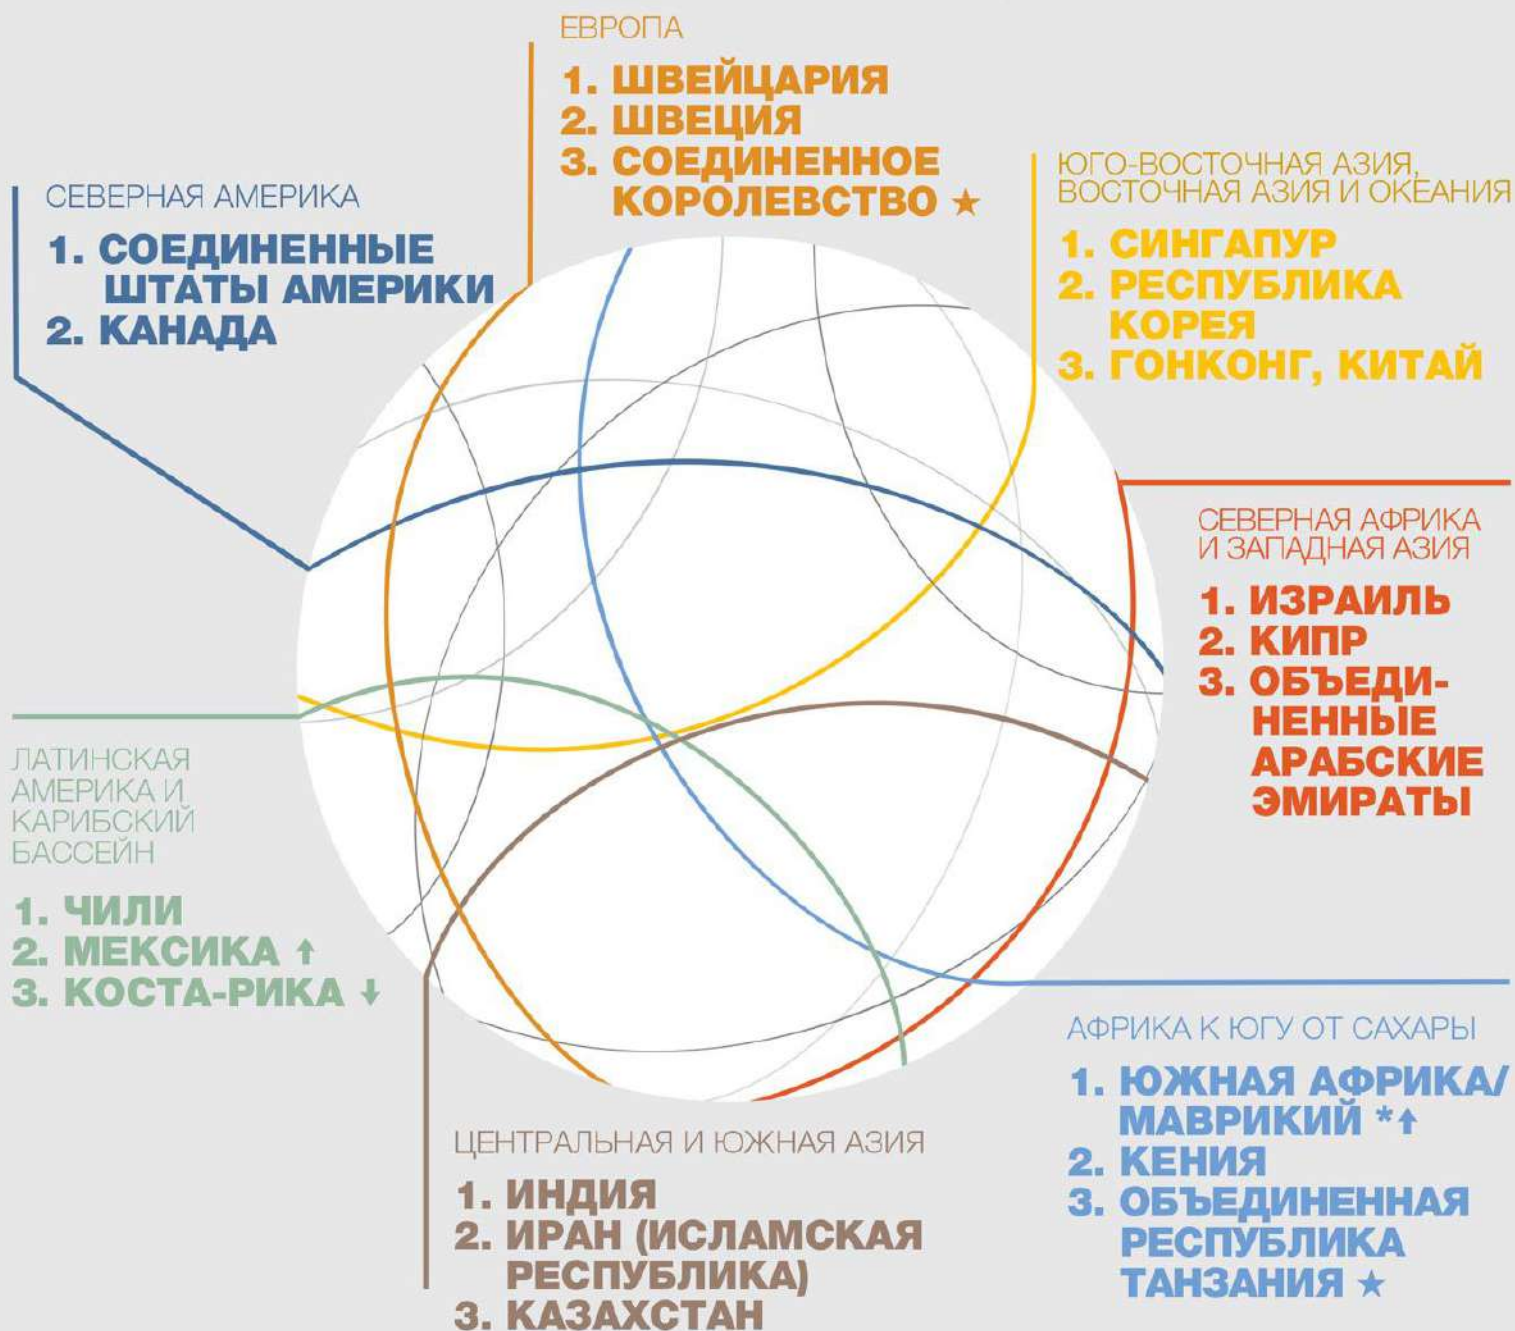 ЕВРОПА
1. ШВЕЙЦАРИЯ
2. ШВЕЦИЯ
3. СОЕДИНЕННОЕ
КОРОЛЕВСТВО ★
СЕВЕРНАЯ АМЕРИКА
1. СОЕДИНЕННЫЕ
ШТАТЫ АМЕРИКИ
2. КАНАДА
ЮГО-ВОСТОЧНАЯ АЗИЯ,
ВОСТОЧНАЯ АЗИЯ И ОКЕАНИЯ
1. СИНГАПУР
2. РЕСПУБЛИКА
КОРЕЯ
3. ГОНКОНГ, КИТАЙ
СЕВЕРНАЯ АФРИКА
И ЗАПАДНАЯ АЗИЯ
1. ИЗРАИЛЬ
2. КИПР
3. ОБЪЕДИ-
НЕННЫЕ
АРАБСКИЕ
ЭМИРАТЫ
ЛАТИНСКАЯ
АМЕРИКА И
КАРИБСКИЙ
БАССЕЙН
1. ЧИЛИ
2. МЕКСИКА ↑
3. КОСТА-РИКА ↓
АФРИКА К ЮГУ ОТ САХАРЫ
1. ЮЖНАЯ АФРИКА/
МАВРИКИЙ *↑
2. КЕНИЯ
3. ОБЪЕДИНЕННАЯ
РЕСПУБЛИКА
ТАНЗАНИЯ ★
ЦЕНТРАЛЬНАЯ И ЮЖНАЯ АЗИЯ
1. ИНДИЯ
2. ИРАН (ИСЛАМСКАЯ
РЕСПУБЛИКА)
3. КАЗАХСТАН